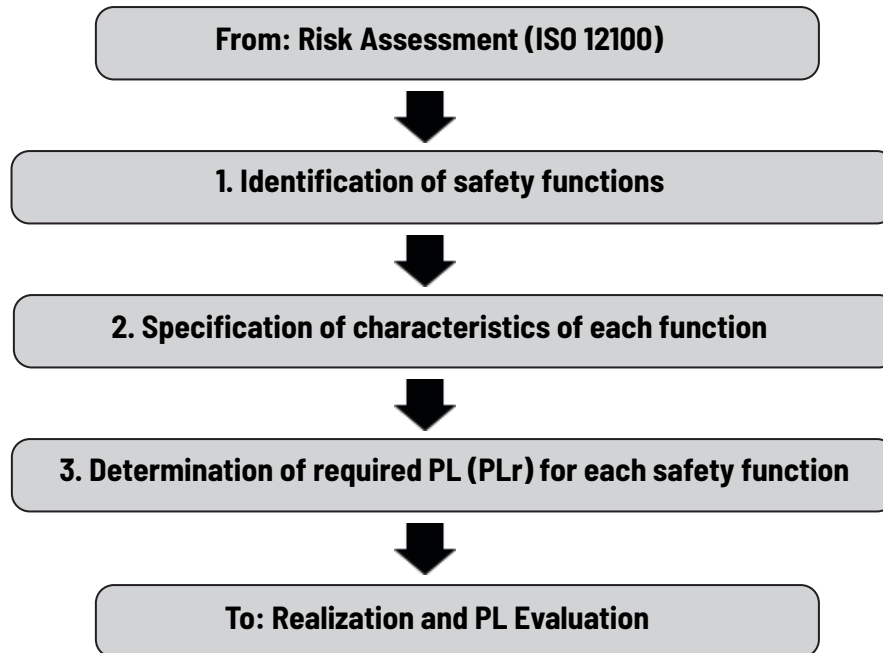 From: Risk Assessment (ISO 12100)
1. Identification of safety functions
2. Specification of characteristics of each function
3. Determination of required PL (PLr) for each safety function
To: Realization and PL Evaluation